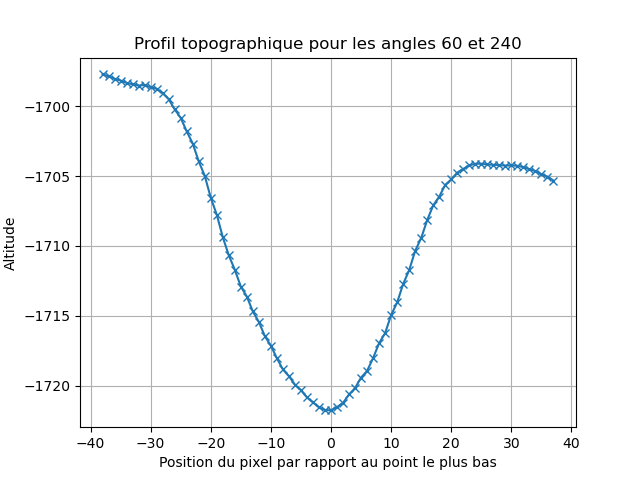 Profil topographique pour les angles 60 et 240
Altitude
−1700
−1705
−1710
−1715
−1720
−40 −30 −20 −10 0 10 20 30 40
Position du pixel par rapport au point le plus bas